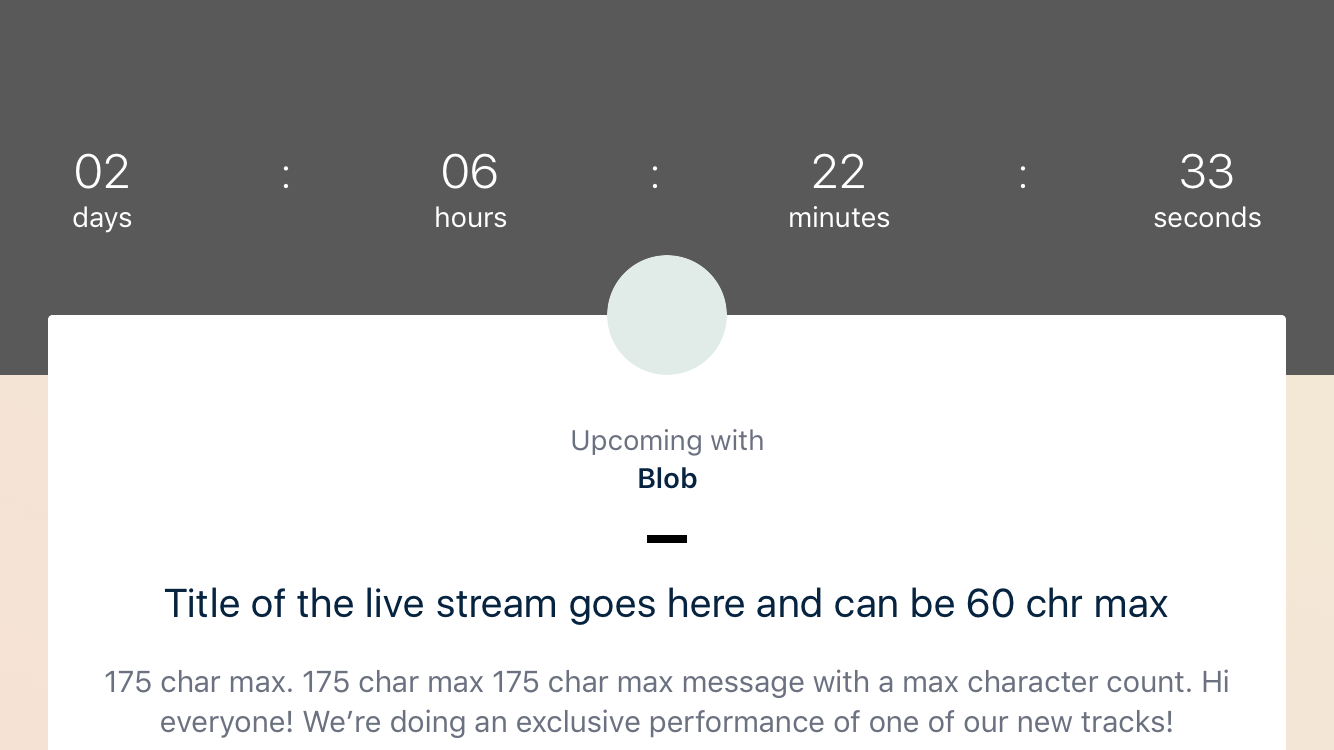 02 : 06 : 22 : 33
days hours minutes seconds
Upcoming with
Blob
Title of the live stream goes here and can be 60 chr max
175 char max. 175 char max 175 char max message with a max character count. Hi
everyone! We’re doing an exclusive performance of one of our new tracks!